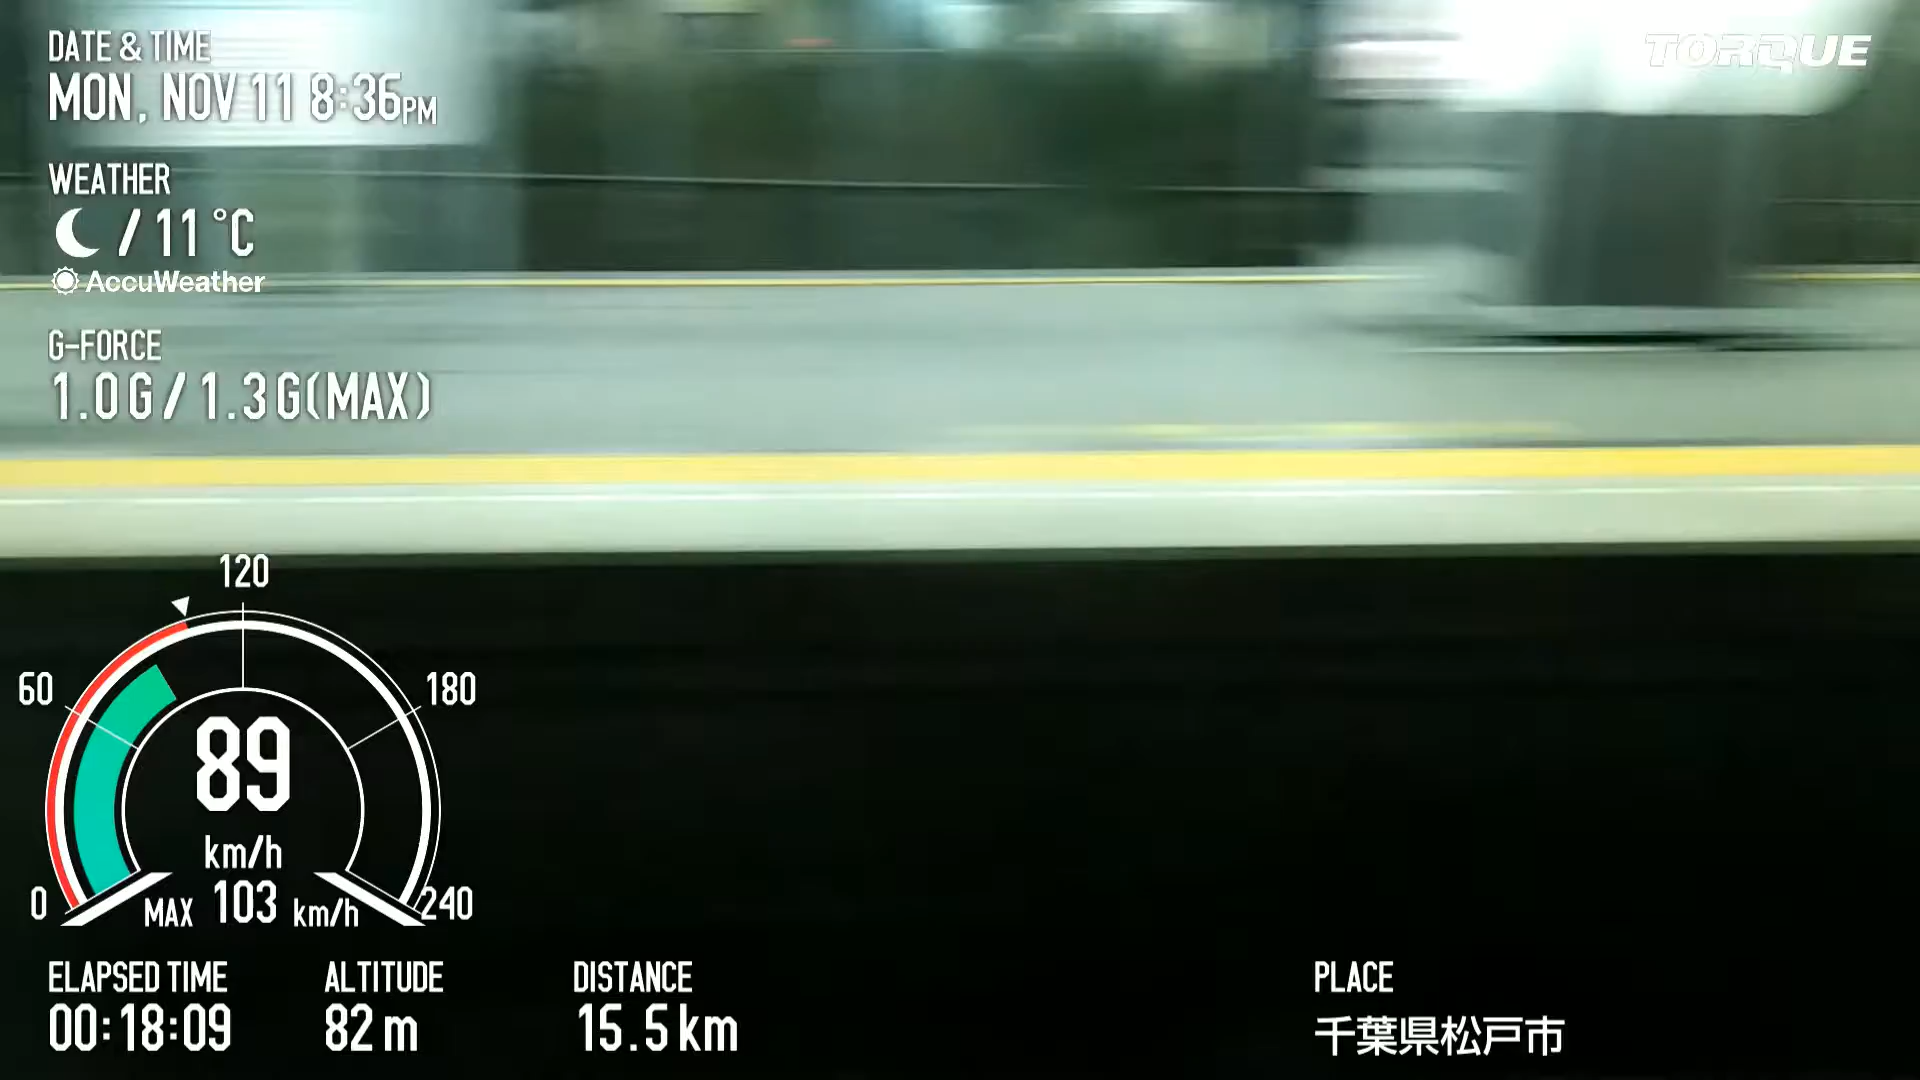 DATE & TIME
MON, NOV 11 8:36PM
TORQUE
WEATHER
/ 11 °C
AccuWeather
G-FORCE
1.0G / 1.3G(MAX)
120
60
180
89
km/h
0
MAX 103 km/h
240
ELAPSED TIME
00:18:09
ALTITUDE
82 m
DISTANCE
15.5 km
PLACE
千葉県松戸市